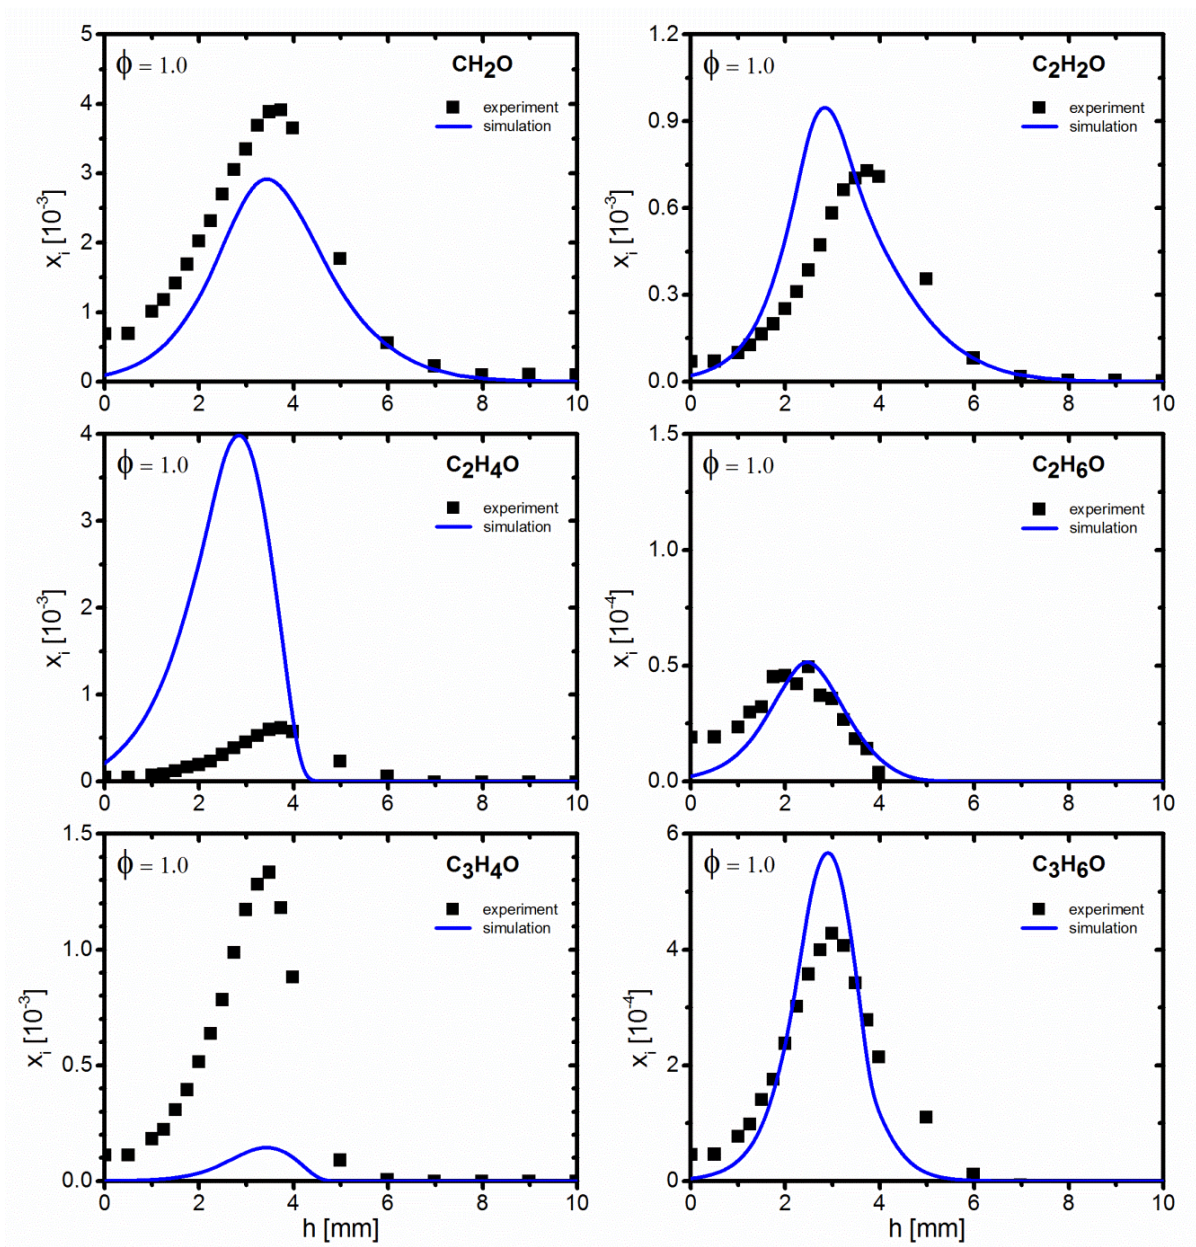 5
4
3
2
1
0
0 2 4 6 8 10
xᵢ [10⁻³]
ϕ = 1.0
CH₂O
experiment
simulation
1.2
0.9
0.6
0.3
0.0
0 2 4 6 8 10
xᵢ [10⁻³]
ϕ = 1.0
C₂H₂O
experiment
simulation
4
3
2
1
0
0 2 4 6 8 10
xᵢ [10⁻³]
ϕ = 1.0
C₂H₄O
experiment
simulation
1.5
1.0
0.5
0.0
0 2 4 6 8 10
xᵢ [10⁻⁴]
ϕ = 1.0
C₂H₆O
experiment
simulation
1.5
1.0
0.5
0.0
0 2 4 6 8 10
xᵢ [10⁻³]
ϕ = 1.0
C₃H₄O
experiment
simulation
h [mm]
6
4
2
0
0 2 4 6 8 10
xᵢ [10⁻⁴]
ϕ = 1.0
C₃H₆O
experiment
simulation
h [mm]